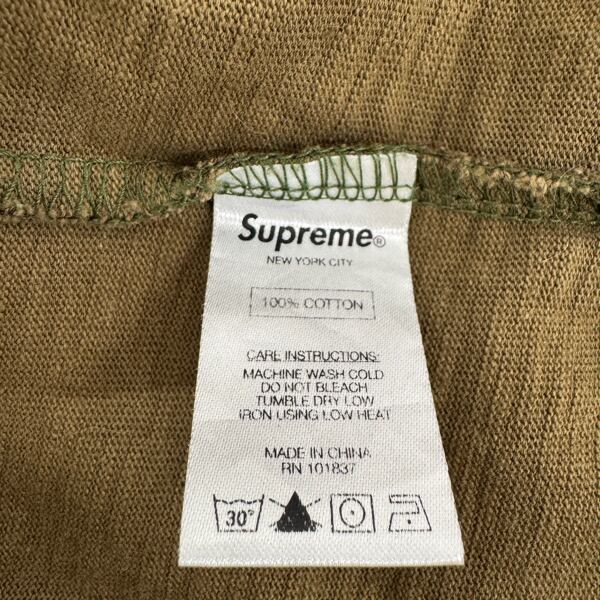 Supreme®
NEW YORK CITY
100% COTTON
CARE INSTRUCTIONS:
MACHINE WASH COLD
DO NOT BLEACH
TUMBLE DRY LOW
IRON USING LOW HEAT
MADE IN CHINA
RN 101837
30°